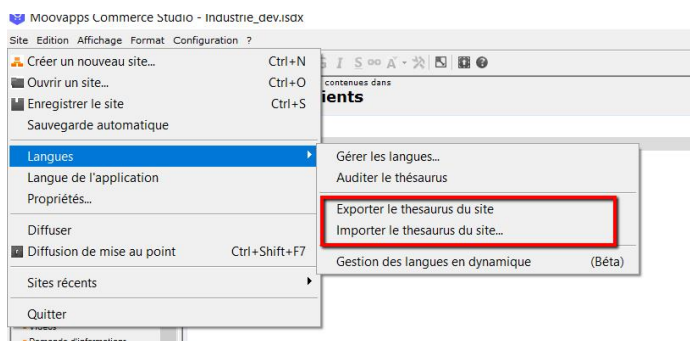 Moovapps Commerce Studio - Industrie_dev.isdx
Site Edition Affichage Format Configuration ?
Créer un nouveau site... Ctrl+N
Ouvrir un site... Ctrl+O
contenues dans
Enregistrer le site Ctrl+S
ients
Sauvegarde automatique
Langues
Gérer les langues...
Langue de l'application
Auditer le thésaurus
Propriétés...
Exporter le thesaurus du site
Diffuser
Importer le thesaurus du site...
Diffusion de mise au point Ctrl+Shift+F7
Gestion des langues en dynamique (Béta)
Sites récents
Quitter